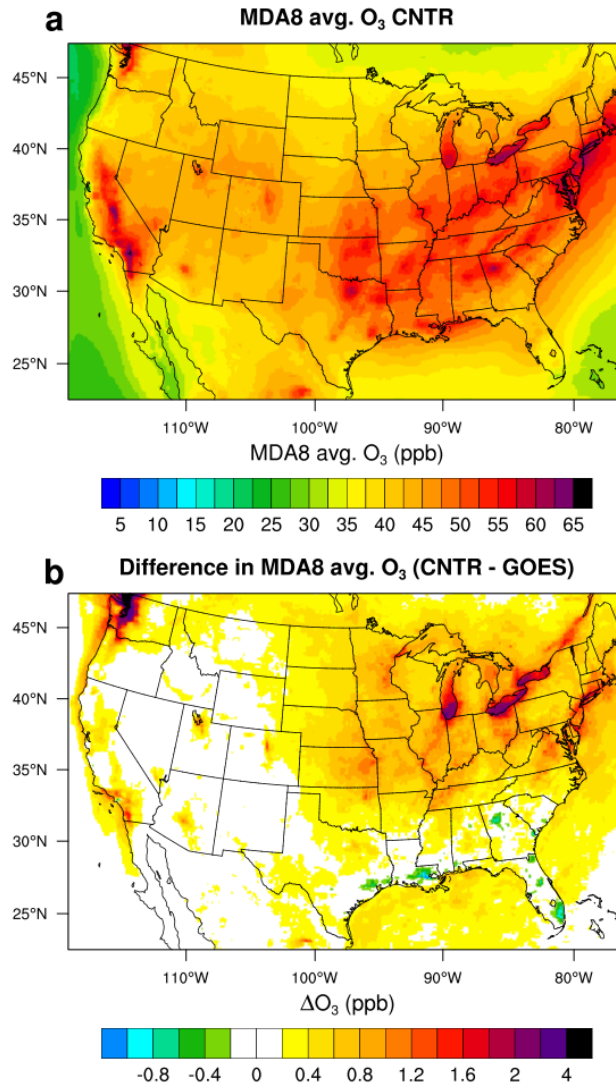 a MDA8 avg. O₃ CNTR
45°N
40°N
35°N
30°N
25°N
110°W 100°W 90°W 80°W
MDA8 avg. O₃ (ppb)
5 10 15 20 25 30 35 40 45 50 55 60 65
b Difference in MDA8 avg. O₃ (CNTR - GOES)
45°N
40°N
35°N
30°N
25°N
110°W 100°W 90°W 80°W
ΔO₃ (ppb)
-0.8 -0.4 0 0.4 0.8 1.2 1.6 2 4